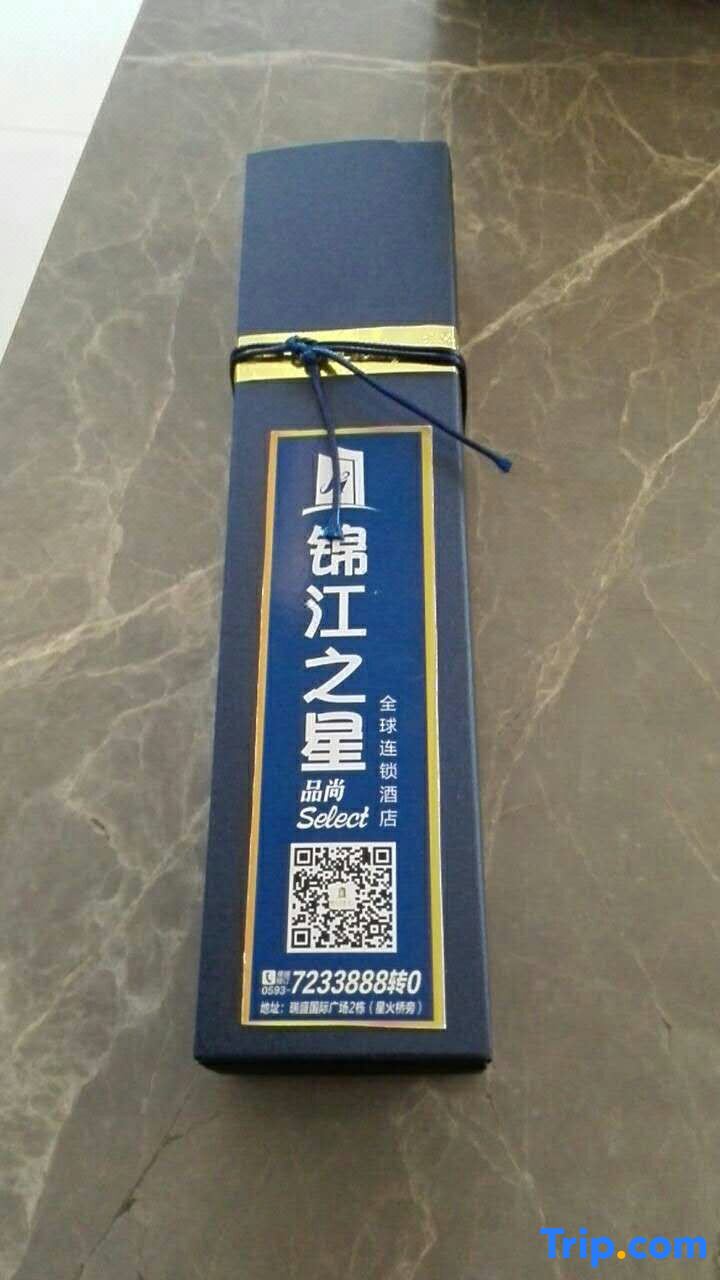 锦江之星
全球连锁酒店
品尚
Select
0593-7233888转0
地址：瑞盛国际广场2栋（星火桥旁）
Trip.com